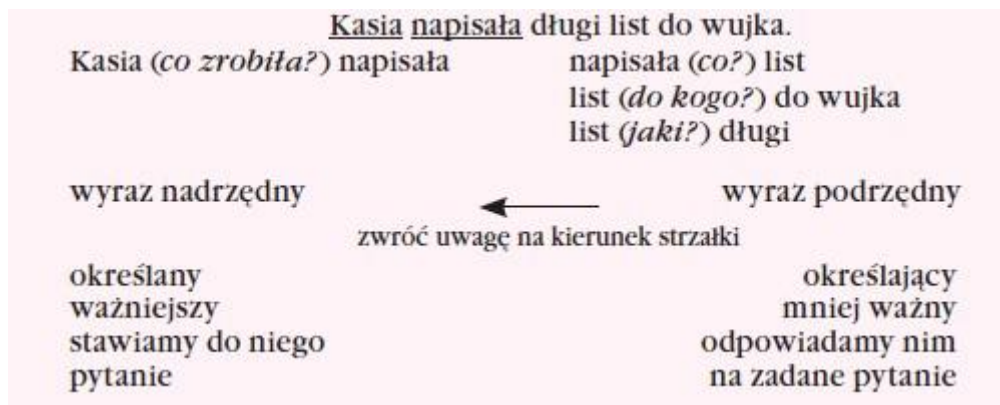 Kasia napisała długi list do wujka.
Kasia (co zrobiła?) napisała napisała (co?) list
list (do kogo?) do wujka
list (jaki?) długi
wyraz nadrzędny wyraz podrzędny
zwróć uwagę na kierunek strzałki
określany określający
ważniejszy mniej ważny
stawiamy do niego odpowiadamy nim
pytanie na zadane pytanie